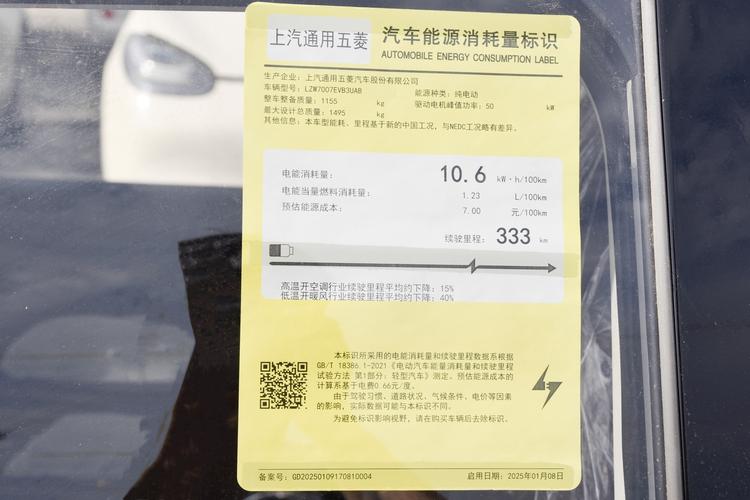 上汽通用五菱
汽车能源消耗量标识
AUTOMOBILE ENERGY CONSUMPTION LABEL
生产企业：上汽通用五菱汽车股份有限公司
车辆型号：LZW7007EVB3UAB 能源种类：纯电动
整车整备质量：1155 kg 驱动电机峰值功率：50 kW
最大设计总质量：1495 kg
其他信息：本车型能耗、里程基于新的中国工况，与NEDC工况略有差异。
电能消耗量： 10.6 kW·h/100km
电能当量燃料消耗量： 1.23 L/100km
预估能源成本： 7.00 元/100km
续驶里程：333 km
高温开空调行业续驶里程平均约下降：15%
低温开暖风行业续驶里程平均约下降：40%
本标识所采用的电能消耗量和续驶里程数据系根据
GB/T 18386.1-2021《电动汽车能量消耗量和续驶里程
试验方法 第1部分：轻型汽车》测定。预估能源成本的
计算系基于电费0.66元/度。
由于驾驶习惯、道路状况、气候条件、电价等因素
的影响，实际数据可能与本标识不同。
为避免标识影响视野，请在购买车辆后去除标识。
备案号：GD20250109170810004 启用日期：2025年01月08日